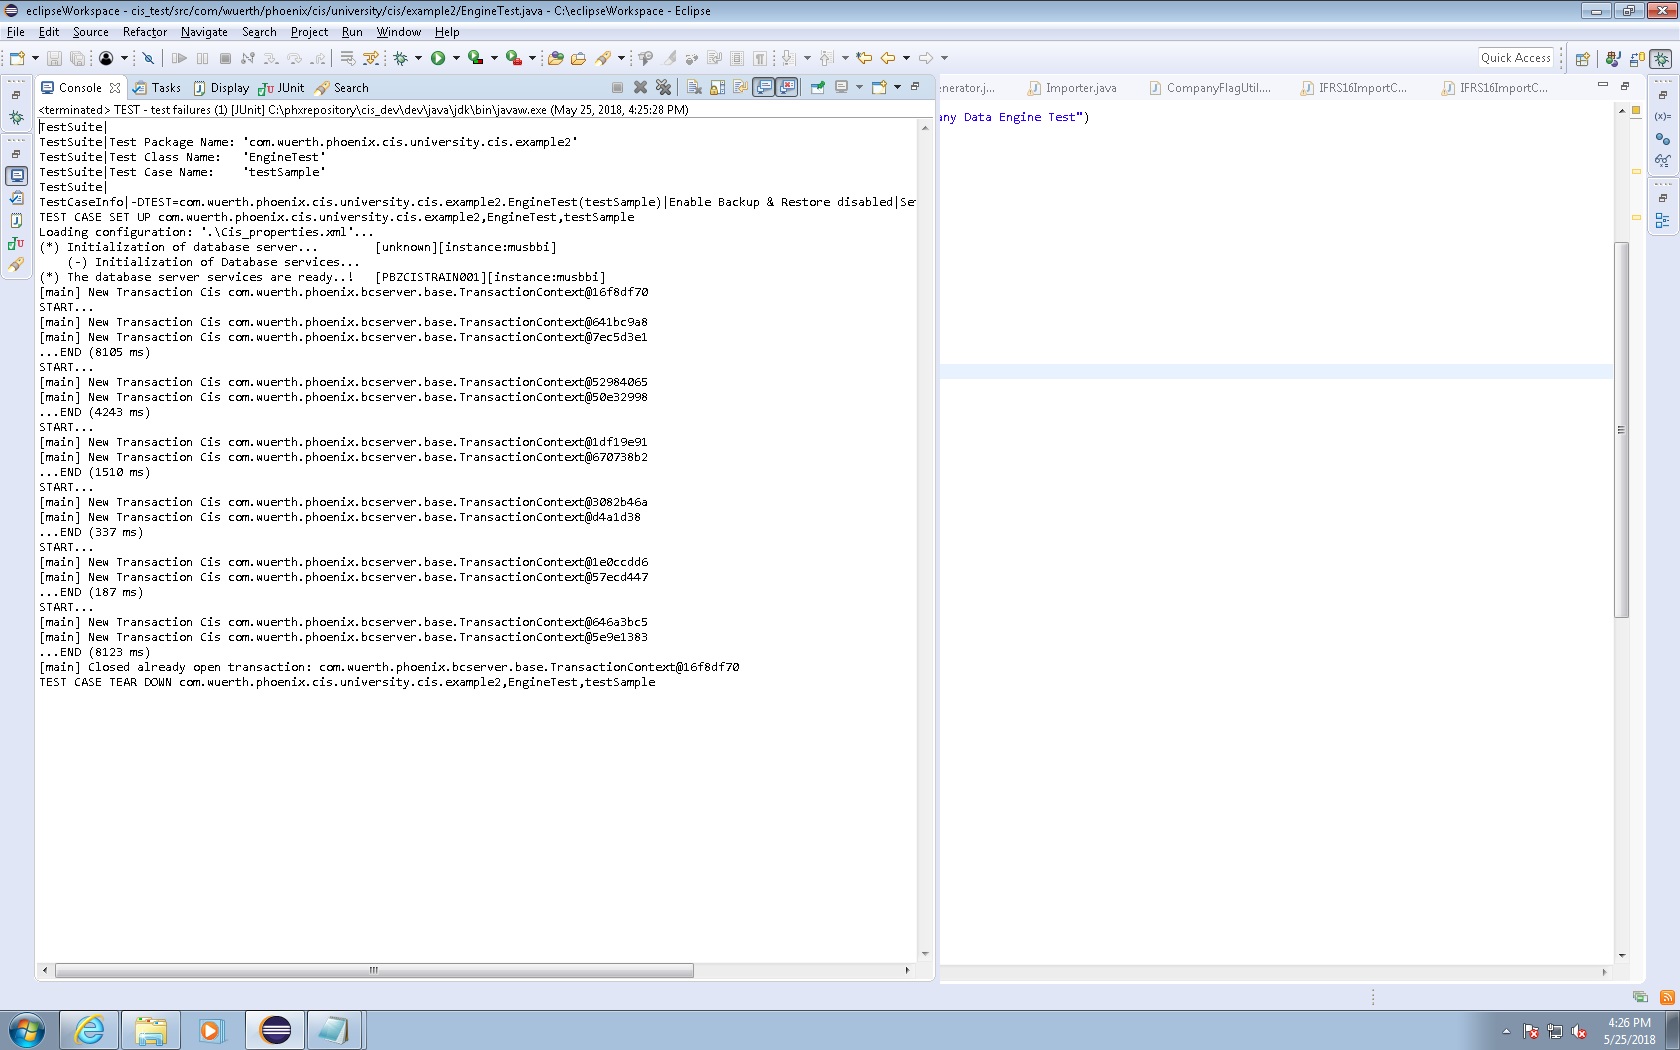 eclipseWorkspace - cis_test/src/com/wuerth/phoenix/cis/university/cis/example2/EngineTest.java - C:\eclipseWorkspace - Eclipse
File Edit Source Refactor Navigate Search Project Run Window Help
Quick Access
Console Tasks Display JUnit Search
enerator.j... Importer.java CompanyFlagUtil.... IFRS16ImportC... IFRS16ImportC...
<terminated> TEST - test failures (1) [JUnit] C:\phxrepository\cis_dev\dev\java\jdk\bin\javaw.exe (May 25, 2018, 4:25:28 PM)
any Data Engine Test")
TestSuite|
TestSuite|Test Package Name: 'com.wuerth.phoenix.cis.university.cis.example2'
TestSuite|Test Class Name:   'EngineTest'
TestSuite|Test Case Name:    'testSample'
TestSuite|
TestCaseInfo|-DTEST=com.wuerth.phoenix.cis.university.cis.example2.EngineTest(testSample)|Enable Backup & Restore disabled|Se
TEST CASE SET UP com.wuerth.phoenix.cis.university.cis.example2,EngineTest,testSample
Loading configuration: '.\Cis_properties.xml'...
(*) Initialization of database server...        [unknown][instance:musbbi]
    (-) Initialization of Database services...
(*) The database server services are ready..!   [PBZCISTRAIN001][instance:musbbi]
[main] New Transaction Cis com.wuerth.phoenix.bcserver.base.TransactionContext@16f8df70
START...
[main] New Transaction Cis com.wuerth.phoenix.bcserver.base.TransactionContext@641bc9a8
[main] New Transaction Cis com.wuerth.phoenix.bcserver.base.TransactionContext@7ec5d3e1
...END (8105 ms)
START...
[main] New Transaction Cis com.wuerth.phoenix.bcserver.base.TransactionContext@52984065
[main] New Transaction Cis com.wuerth.phoenix.bcserver.base.TransactionContext@50e32998
...END (4243 ms)
START...
[main] New Transaction Cis com.wuerth.phoenix.bcserver.base.TransactionContext@1df19e91
[main] New Transaction Cis com.wuerth.phoenix.bcserver.base.TransactionContext@670738b2
...END (1510 ms)
START...
[main] New Transaction Cis com.wuerth.phoenix.bcserver.base.TransactionContext@3082b46a
[main] New Transaction Cis com.wuerth.phoenix.bcserver.base.TransactionContext@d4a1d38
...END (337 ms)
START...
[main] New Transaction Cis com.wuerth.phoenix.bcserver.base.TransactionContext@1e0ccdd6
[main] New Transaction Cis com.wuerth.phoenix.bcserver.base.TransactionContext@57ecd447
...END (187 ms)
START...
[main] New Transaction Cis com.wuerth.phoenix.bcserver.base.TransactionContext@646a3bc5
[main] New Transaction Cis com.wuerth.phoenix.bcserver.base.TransactionContext@5e9e1383
...END (8123 ms)
[main] Closed already open transaction: com.wuerth.phoenix.bcserver.base.TransactionContext@16f8df70
TEST CASE TEAR DOWN com.wuerth.phoenix.cis.university.cis.example2,EngineTest,testSample
4:26 PM
5/25/2018